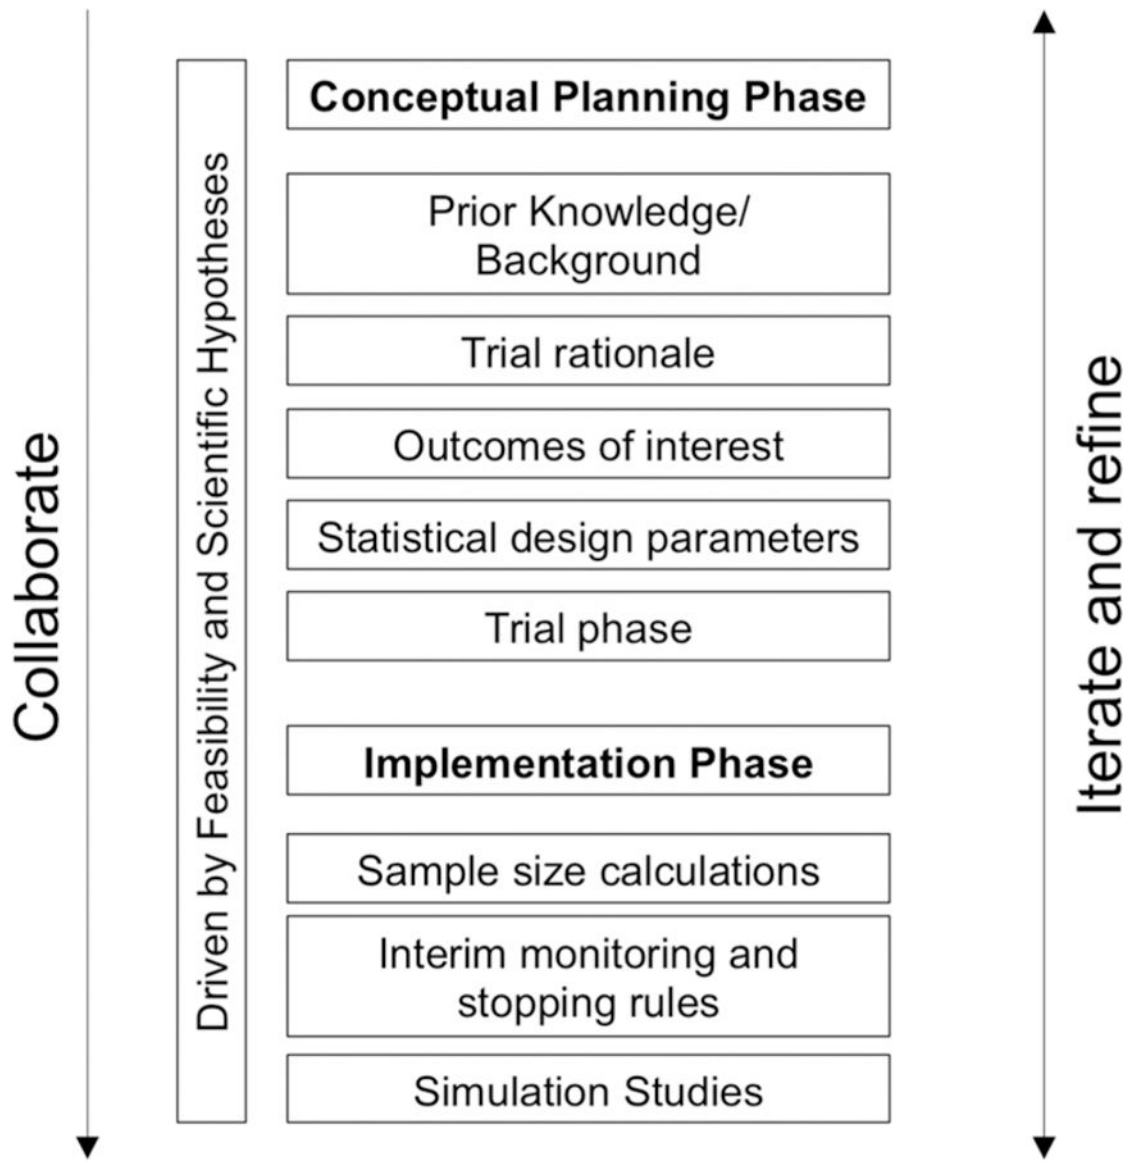 Collaborate
Driven by Feasibility and Scientific Hypotheses
Conceptual Planning Phase
Prior Knowledge/
Background
Trial rationale
Outcomes of interest
Statistical design parameters
Trial phase
Implementation Phase
Sample size calculations
Interim monitoring and
stopping rules
Simulation Studies
Iterate and refine